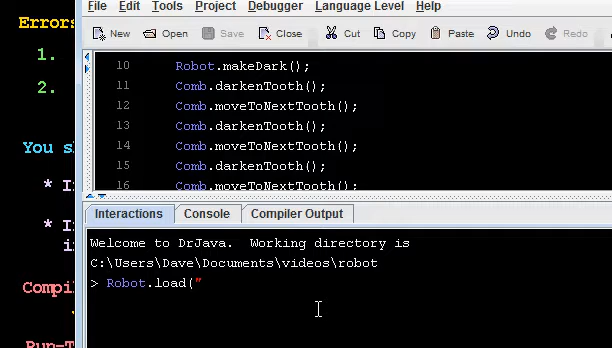 File Edit Tools Project Debugger Language Level Help
New Open Save Close Cut Copy Paste Undo Redo
Errors
1.
2.
You
* I
* I
i
Compi
10 Robot.makeDark();
11 Comb.darkenTooth();
12 Comb.moveToNextTooth();
13 Comb.darkenTooth();
14 Comb.moveToNextTooth();
15 Comb.darkenTooth();
16 Comb.moveToNextTooth();
Interactions Console Compiler Output
Welcome to DrJava. Working directory is
C:\Users\Dave\Documents\videos\robot
> Robot.load("